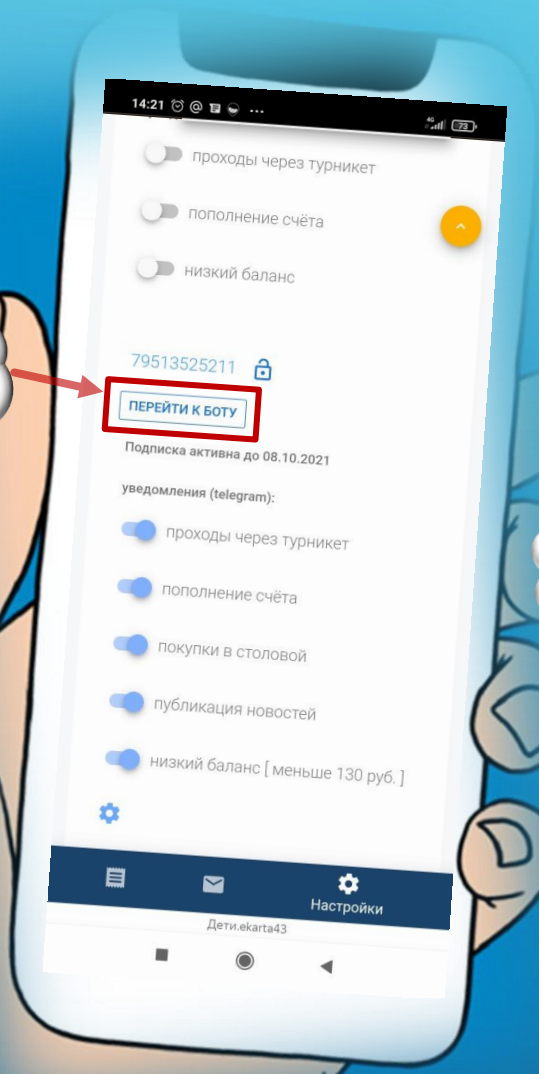 14:21
4G
73
проходы через турникет
пополнение счёта
низкий баланс
79513525211
ПЕРЕЙТИ К БОТУ
Подписка активна до 08.10.2021
уведомления (telegram):
проходы через турникет
пополнение счёта
покупки в столовой
публикация новостей
низкий баланс [ меньше 130 руб. ]
Настройки
Дети.ekarta43